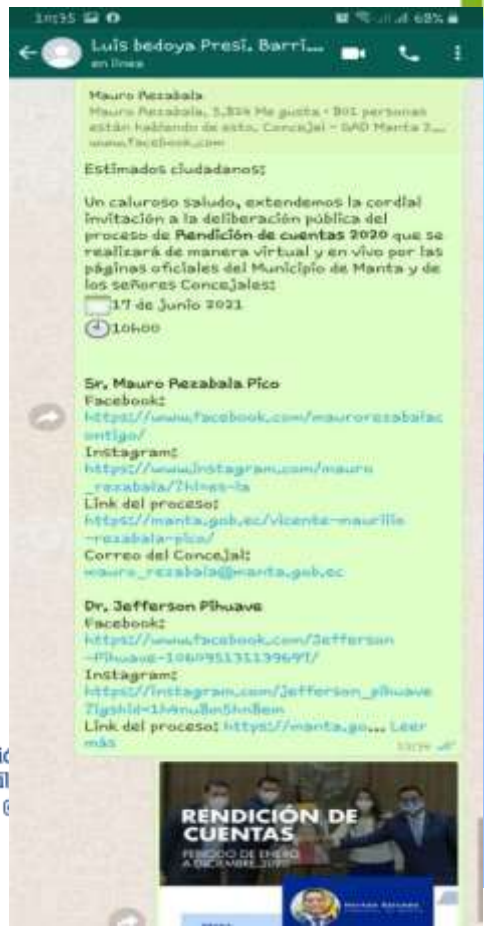 10:35
68%
Luis bedoya Presi. Barri...
en línea
Mauro Rezabala
Mauro Rezabala, 5,824 Me gusta · 801 personas
están hablando de esto. Concejal - GAD Manta 2...
www.facebook.com
Estimados ciudadanos:
Un caluroso saludo, extendemos la cordial
invitación a la deliberación pública del
proceso de Rendición de cuentas 2020 que se
realizará de manera virtual y en vivo por las
páginas oficiales del Municipio de Manta y de
los señores Concejales:
17 de junio 2021
10h00
Sr. Mauro Rezabala Pico
Facebook:
https://www.facebook.com/maurorezabalac
ontigo/
Instagram:
https://www.instagram.com/mauro
_rezabala/?hl=es-la
Link del proceso:
https://manta.gob.ec/vicente-maurilio
-rezabala-pico/
Correo del Concejal:
mauro_rezabala@manta.gob.ec
Dr. Jefferson Pihuave
Facebook:
https://www.facebook.com/Jefferson
Instagram:
https://instagram.com/jefferson_pihuave
Link del proceso: https://manta.go... Leer
más
RENDICIÓN DE
CUENTAS
PERIODO DE ENERO
A DICIEMBRE 2020